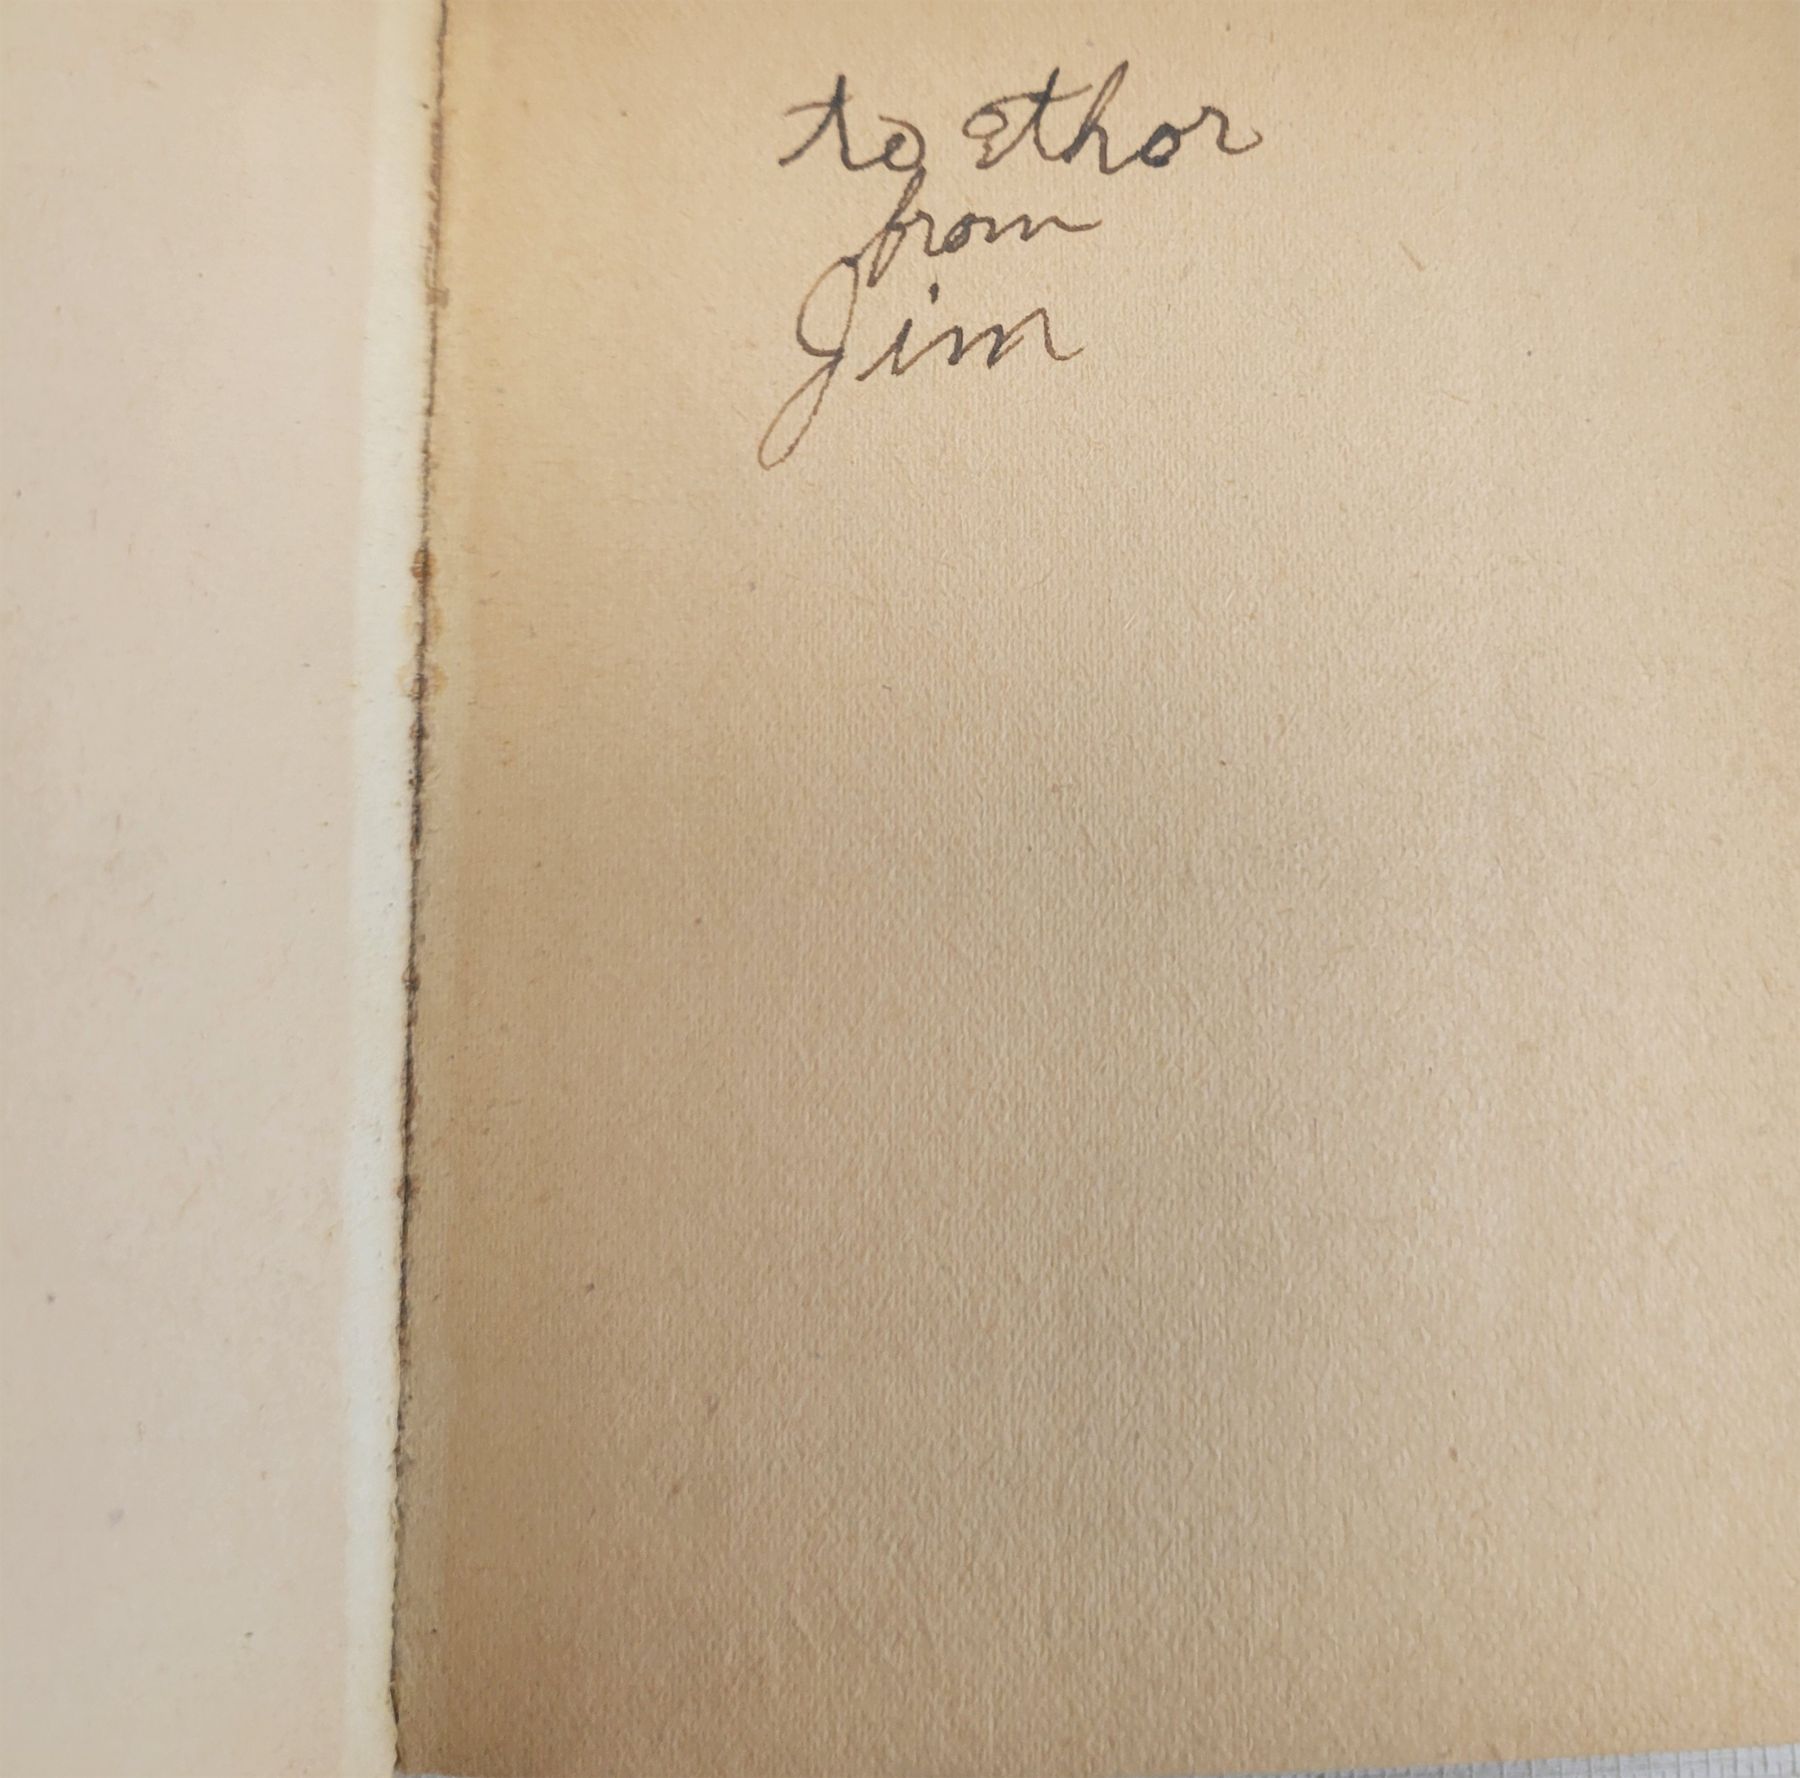 to Ethor
from
Jim